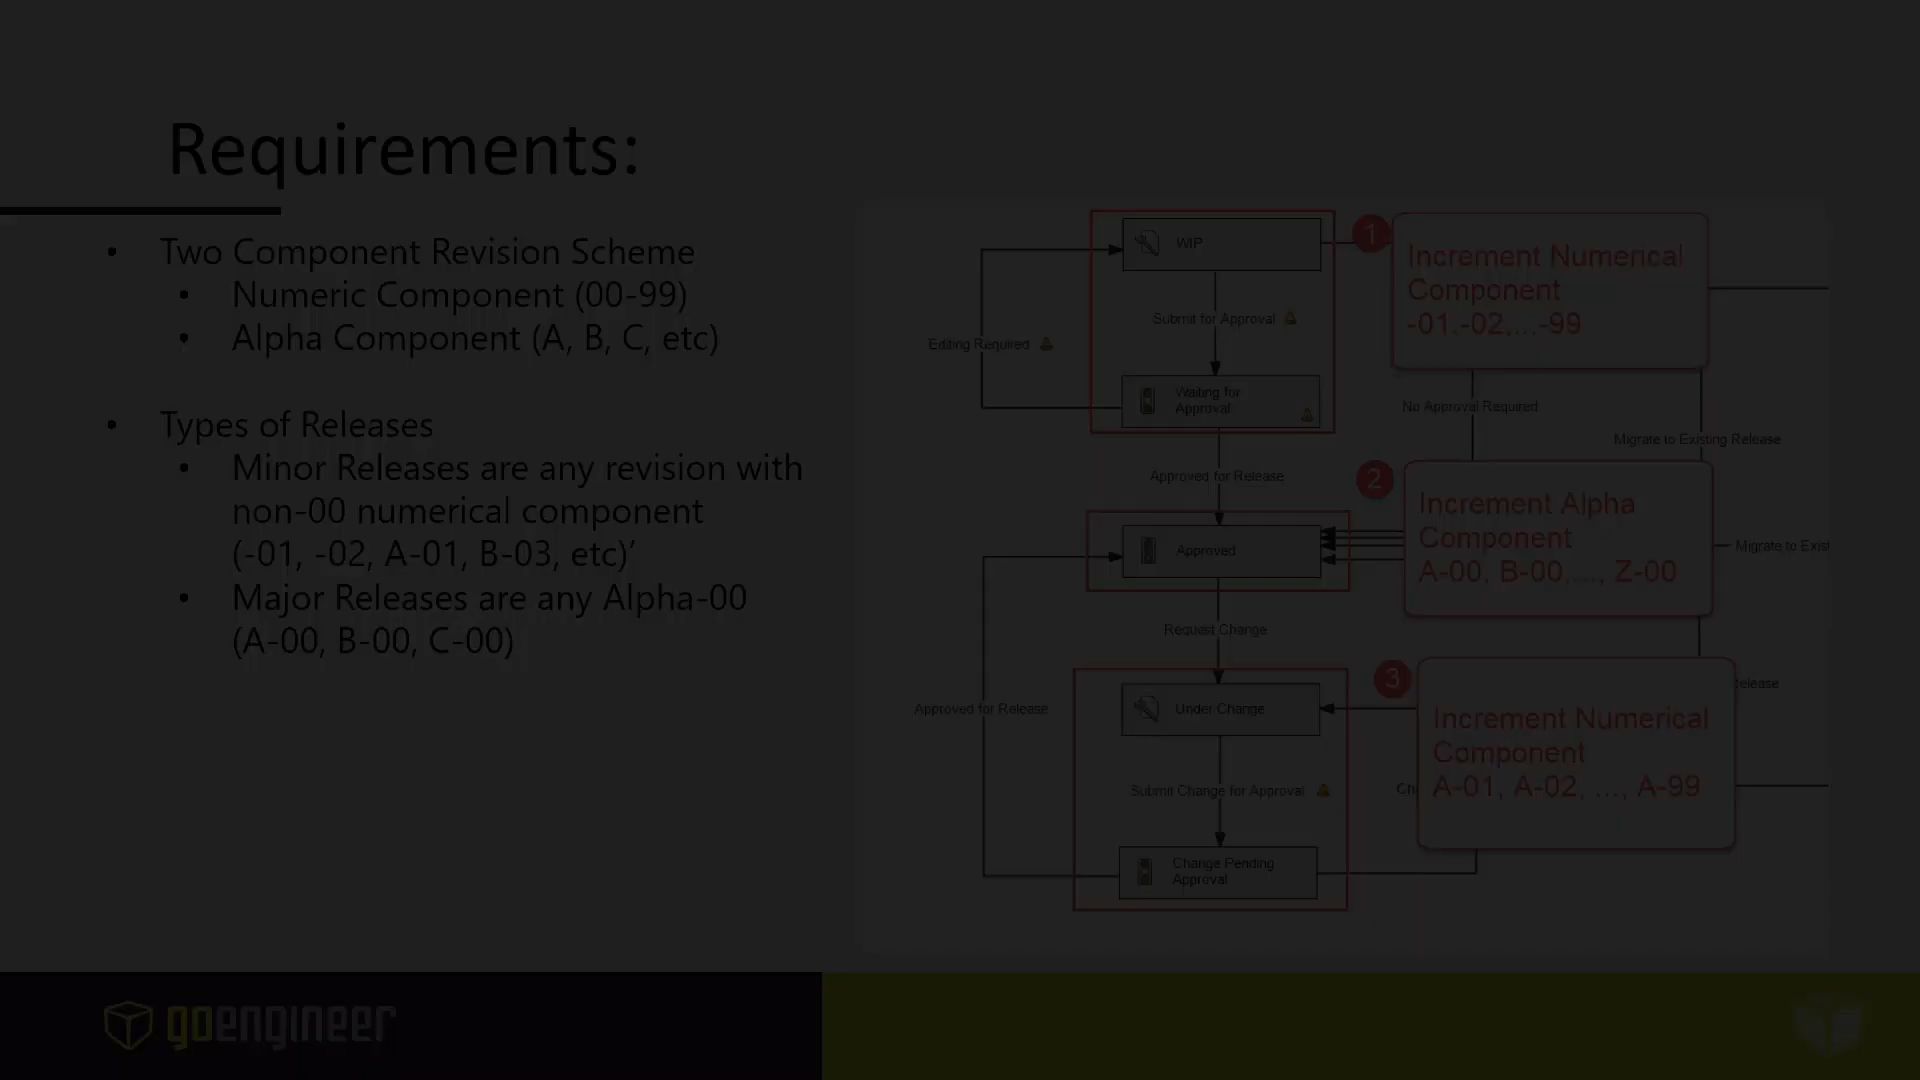 Requirements:
• Two Component Revision Scheme
• Numeric Component (00-99)
• Alpha Component (A, B, C, etc)
• Types of Releases
• Minor Releases are any revision with
non-00 numerical component
(-01, -02, A-01, B-03, etc)’
• Major Releases are any Alpha-00
(A-00, B-00, C-00)
WIP
Submit for Approval
Editing Required
Waiting for
Approval
Approved for Release
Approved
Request Change
Approved for Release
Under Change
Submit Change for Approval
Change Pending
Approval
1
Increment Numerical
Component
-01,-02,...-99
No Approval Required
Migrate to Existing Release
2
Increment Alpha
Component
A-00, B-00,..., Z-00
Migrate to Exist
3
Increment Numerical
Component
A-01, A-02, ..., A-99
elease
Ch
goengineer